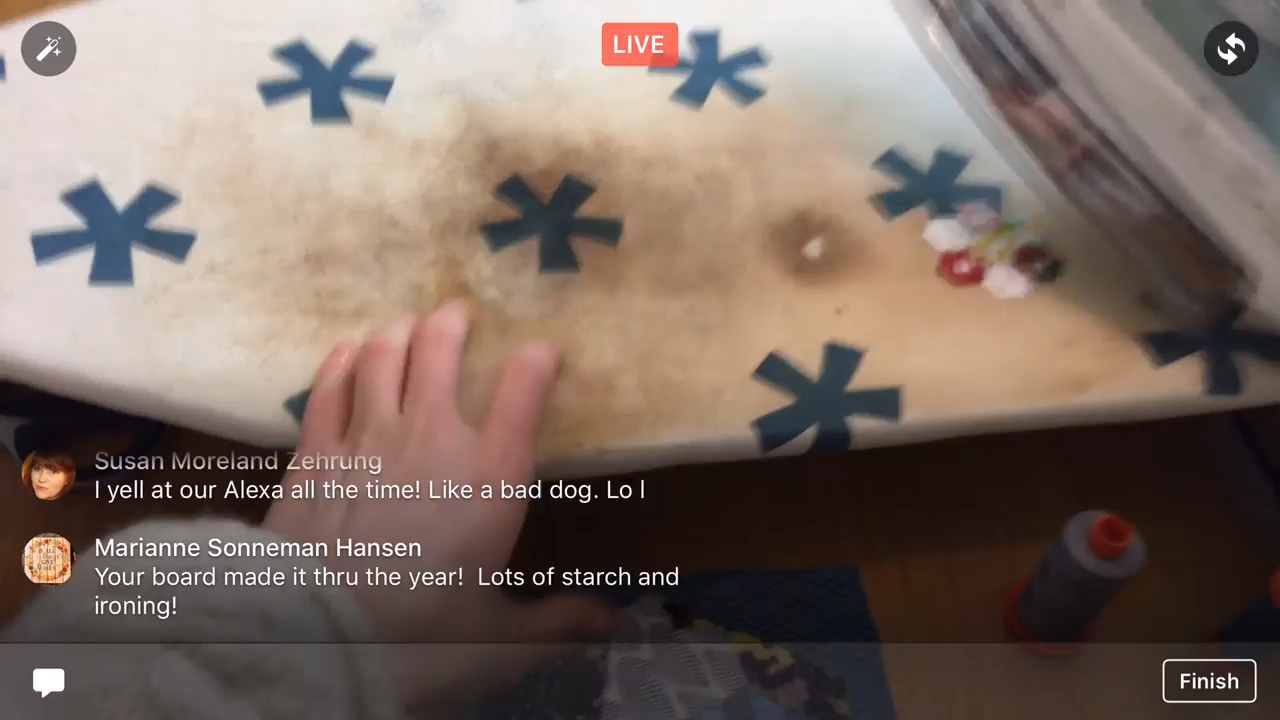 LIVE
Susan Moreland Zehrung
I yell at our Alexa all the time! Like a bad dog. Lo l
Marianne Sonneman Hansen
Your board made it thru the year!  Lots of starch and
ironing!
Finish